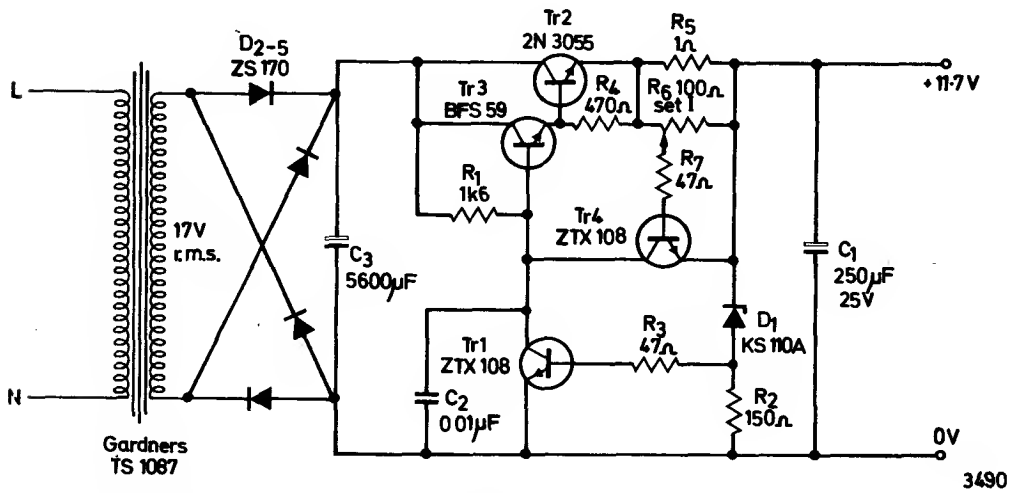 Tr2
2N 3055
R5
1Ω
D2-5
ZS 170
+11·7V
L
Tr3
BFS 59
R4
470Ω
R6 100Ω
set I
R1
1k6
R7
47Ω
17V
r.m.s.
Tr4
ZTX 108
C3
5600µF
C1
250µF
25V
D1
KS 110A
R3
47Ω
Tr1
ZTX 108
N
C2
0·01µF
R2
150Ω
Gardners
TS 1087
0V
3490